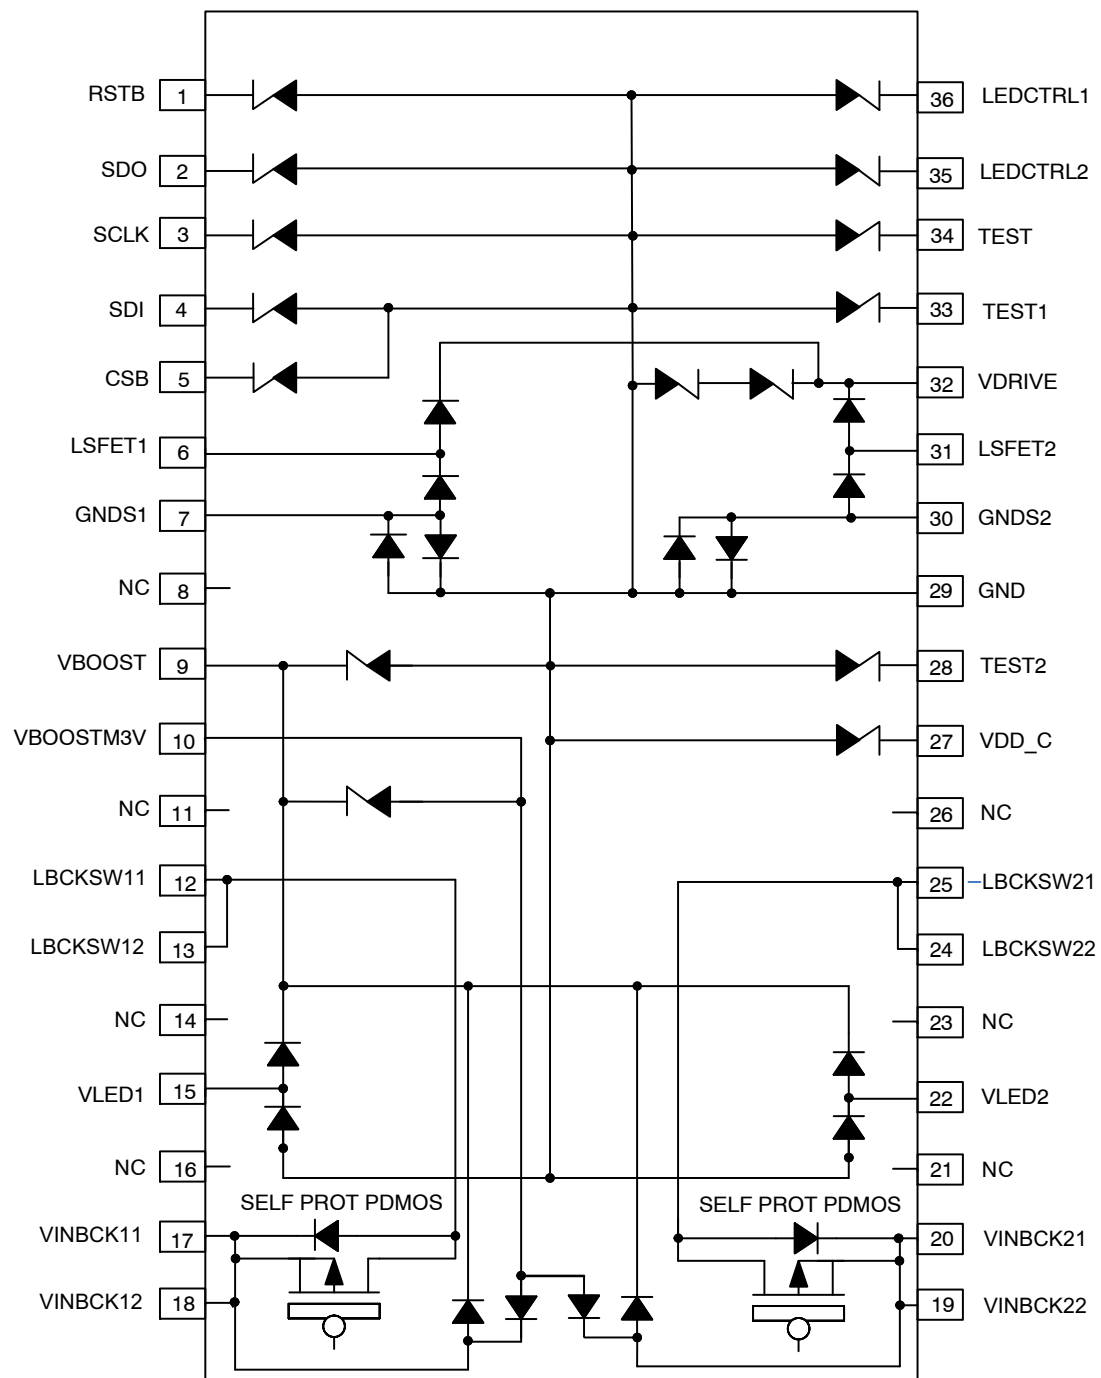 RSTB 1 36 LEDCTRL1
SDO 2 35 LEDCTRL2
SCLK 3 34 TEST
SDI 4 33 TEST1
CSB 5 32 VDRIVE
LSFET1 6 31 LSFET2
GNDS1 7 30 GNDS2
NC 8 29 GND
VBOOST 9 28 TEST2
VBOOSTM3V 10 27 VDD_C
NC 11 26 NC
LBCKSW11 12 25 LBCKSW21
LBCKSW12 13 24 LBCKSW22
NC 14 23 NC
VLED1 15 22 VLED2
NC 16 21 NC
SELF PROT PDMOS SELF PROT PDMOS
VINBCK11 17 20 VINBCK21
VINBCK12 18 19 VINBCK22